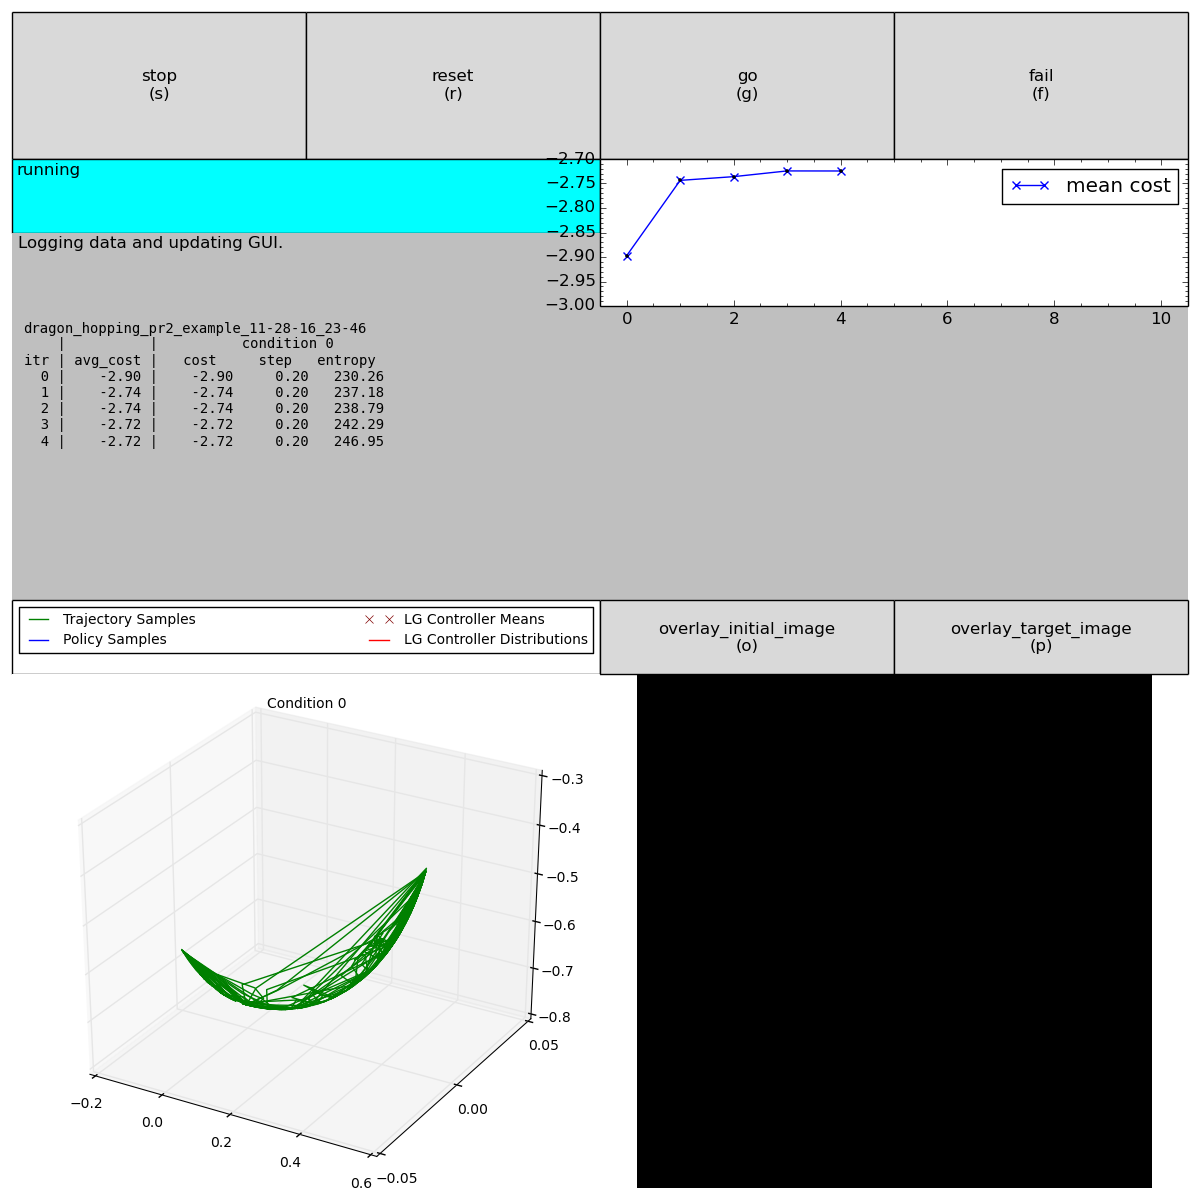 stop
(s)
reset
(r)
go
(g)
fail
(f)
running
−2.70
−2.75
−2.80
−2.85
−2.90
−2.95
−3.00
mean cost
0 2 4 6 8 10
Logging data and updating GUI.
dragon_hopping_pr2_example_11-28-16_23-46
| | condition 0
itr | avg_cost | cost step entropy
0 | -2.90 | -2.90 0.20 230.26
1 | -2.74 | -2.74 0.20 237.18
2 | -2.74 | -2.74 0.20 238.79
3 | -2.72 | -2.72 0.20 242.29
4 | -2.72 | -2.72 0.20 246.95
Trajectory Samples
Policy Samples
LG Controller Means
LG Controller Distributions
overlay_initial_image
(o)
overlay_target_image
(p)
Condition 0
−0.3
−0.4
−0.5
−0.6
−0.7
−0.8
0.05
0.00
−0.05
−0.2
0.0
0.2
0.4
0.6